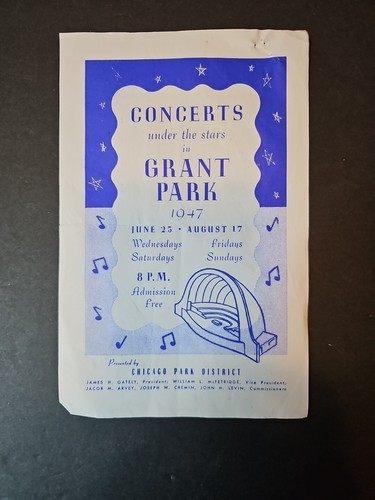 CONCERTS
under the stars
in
GRANT
PARK
1947
JUNE 25 • AUGUST 17
Wednesdays Fridays
Saturdays Sundays
8 P.M.
Admission
Free
Presented by
CHICAGO PARK DISTRICT
JAMES H. GATELY, President; WILLIAM L. McFETRIDGE, Vice President;
JACOB M. ARVEY, JOSEPH W. CREMIN, JOHN H. LEVIN, Commissioners